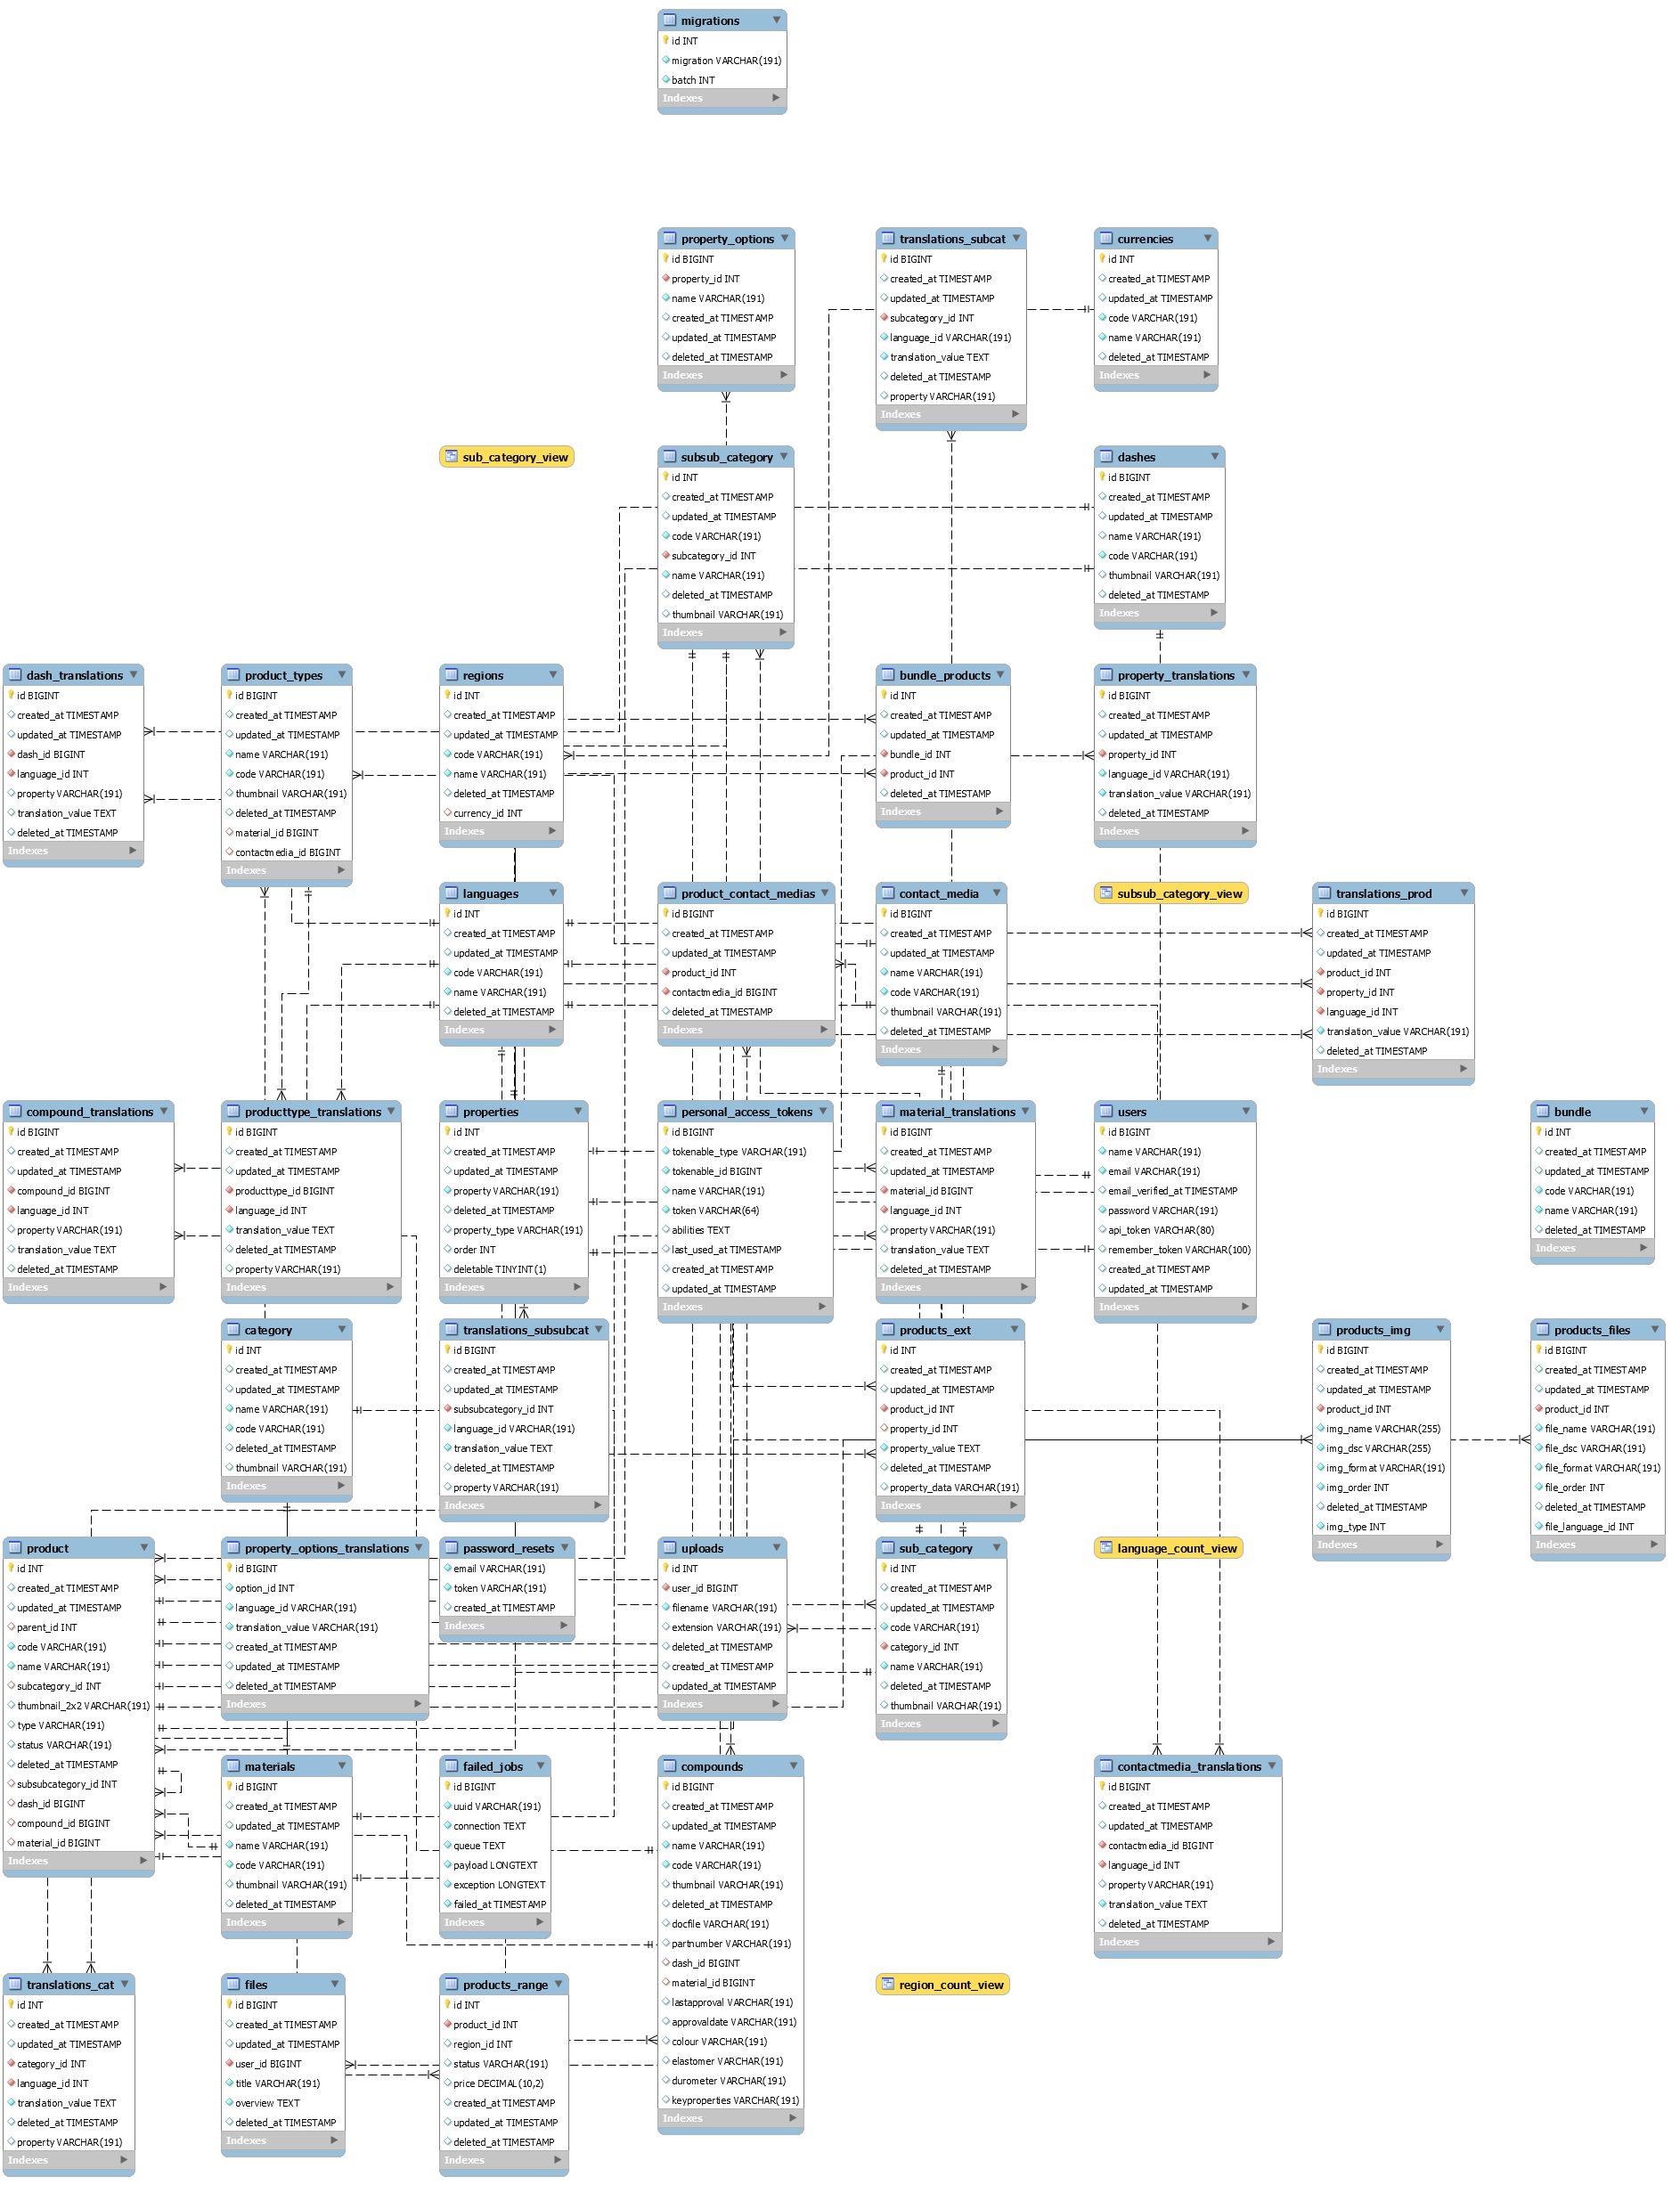 migrations
id INT
migration VARCHAR(191)
batch INT
Indexes
property_options
id BIGINT
property_id INT
name VARCHAR(191)
created_at TIMESTAMP
updated_at TIMESTAMP
deleted_at TIMESTAMP
Indexes
translations_subcat
id BIGINT
created_at TIMESTAMP
updated_at TIMESTAMP
subcategory_id INT
language_id VARCHAR(191)
translation_value TEXT
deleted_at TIMESTAMP
property VARCHAR(191)
Indexes
currencies
id INT
created_at TIMESTAMP
updated_at TIMESTAMP
code VARCHAR(191)
name VARCHAR(191)
deleted_at TIMESTAMP
Indexes
sub_category_view
subsub_category
id INT
created_at TIMESTAMP
updated_at TIMESTAMP
code VARCHAR(191)
subcategory_id INT
name VARCHAR(191)
deleted_at TIMESTAMP
thumbnail VARCHAR(191)
Indexes
dashes
id BIGINT
created_at TIMESTAMP
updated_at TIMESTAMP
name VARCHAR(191)
code VARCHAR(191)
thumbnail VARCHAR(191)
deleted_at TIMESTAMP
Indexes
dash_translations
id BIGINT
created_at TIMESTAMP
updated_at TIMESTAMP
dash_id BIGINT
language_id INT
property VARCHAR(191)
translation_value TEXT
deleted_at TIMESTAMP
Indexes
product_types
id BIGINT
created_at TIMESTAMP
updated_at TIMESTAMP
name VARCHAR(191)
code VARCHAR(191)
thumbnail VARCHAR(191)
deleted_at TIMESTAMP
material_id BIGINT
contactmedia_id BIGINT
Indexes
regions
id INT
created_at TIMESTAMP
updated_at TIMESTAMP
code VARCHAR(191)
name VARCHAR(191)
deleted_at TIMESTAMP
currency_id INT
Indexes
bundle_products
id INT
created_at TIMESTAMP
updated_at TIMESTAMP
bundle_id INT
product_id INT
deleted_at TIMESTAMP
Indexes
property_translations
id BIGINT
created_at TIMESTAMP
updated_at TIMESTAMP
property_id INT
language_id VARCHAR(191)
translation_value VARCHAR(191)
deleted_at TIMESTAMP
Indexes
languages
id INT
created_at TIMESTAMP
updated_at TIMESTAMP
code VARCHAR(191)
name VARCHAR(191)
deleted_at TIMESTAMP
Indexes
product_contact_medias
id BIGINT
created_at TIMESTAMP
updated_at TIMESTAMP
product_id INT
contactmedia_id BIGINT
deleted_at TIMESTAMP
Indexes
contact_media
id BIGINT
created_at TIMESTAMP
updated_at TIMESTAMP
name VARCHAR(191)
code VARCHAR(191)
thumbnail VARCHAR(191)
deleted_at TIMESTAMP
Indexes
subsub_category_view
translations_prod
id BIGINT
created_at TIMESTAMP
updated_at TIMESTAMP
product_id INT
property_id INT
language_id INT
translation_value VARCHAR(191)
deleted_at TIMESTAMP
Indexes
compound_translations
id BIGINT
created_at TIMESTAMP
updated_at TIMESTAMP
compound_id BIGINT
language_id INT
property VARCHAR(191)
translation_value TEXT
deleted_at TIMESTAMP
Indexes
producttype_translations
id BIGINT
created_at TIMESTAMP
updated_at TIMESTAMP
producttype_id BIGINT
language_id INT
translation_value TEXT
deleted_at TIMESTAMP
property VARCHAR(191)
Indexes
properties
id INT
created_at TIMESTAMP
updated_at TIMESTAMP
property VARCHAR(191)
deleted_at TIMESTAMP
property_type VARCHAR(191)
order INT
deletable TINYINT(1)
Indexes
personal_access_tokens
id BIGINT
tokenable_type VARCHAR(191)
tokenable_id BIGINT
name VARCHAR(191)
token VARCHAR(64)
abilities TEXT
last_used_at TIMESTAMP
created_at TIMESTAMP
updated_at TIMESTAMP
Indexes
material_translations
id BIGINT
created_at TIMESTAMP
updated_at TIMESTAMP
material_id BIGINT
language_id INT
property VARCHAR(191)
translation_value TEXT
deleted_at TIMESTAMP
Indexes
users
id BIGINT
name VARCHAR(191)
email VARCHAR(191)
email_verified_at TIMESTAMP
password VARCHAR(191)
api_token VARCHAR(80)
remember_token VARCHAR(100)
created_at TIMESTAMP
updated_at TIMESTAMP
Indexes
bundle
id INT
created_at TIMESTAMP
updated_at TIMESTAMP
code VARCHAR(191)
name VARCHAR(191)
deleted_at TIMESTAMP
Indexes
category
id INT
created_at TIMESTAMP
updated_at TIMESTAMP
name VARCHAR(191)
code VARCHAR(191)
deleted_at TIMESTAMP
thumbnail VARCHAR(191)
Indexes
translations_subsubcat
id BIGINT
created_at TIMESTAMP
updated_at TIMESTAMP
subsubcategory_id INT
language_id VARCHAR(191)
translation_value TEXT
deleted_at TIMESTAMP
property VARCHAR(191)
Indexes
products_ext
id INT
created_at TIMESTAMP
updated_at TIMESTAMP
product_id INT
property_id INT
property_value TEXT
deleted_at TIMESTAMP
property_data VARCHAR(191)
Indexes
products_img
id BIGINT
created_at TIMESTAMP
updated_at TIMESTAMP
product_id INT
img_name VARCHAR(255)
img_dsc VARCHAR(255)
img_format VARCHAR(191)
img_order INT
deleted_at TIMESTAMP
img_type INT
Indexes
products_files
id BIGINT
created_at TIMESTAMP
updated_at TIMESTAMP
product_id INT
file_name VARCHAR(191)
file_dsc VARCHAR(191)
file_format VARCHAR(191)
file_order INT
deleted_at TIMESTAMP
file_language_id INT
Indexes
product
id INT
created_at TIMESTAMP
updated_at TIMESTAMP
parent_id INT
code VARCHAR(191)
name VARCHAR(191)
subcategory_id INT
thumbnail_2x2 VARCHAR(191)
type VARCHAR(191)
status VARCHAR(191)
deleted_at TIMESTAMP
subsubcategory_id INT
dash_id BIGINT
compound_id BIGINT
material_id BIGINT
Indexes
property_options_translations
id BIGINT
option_id INT
language_id VARCHAR(191)
translation_value VARCHAR(191)
created_at TIMESTAMP
updated_at TIMESTAMP
deleted_at TIMESTAMP
Indexes
password_resets
email VARCHAR(191)
token VARCHAR(191)
created_at TIMESTAMP
Indexes
uploads
id INT
user_id BIGINT
filename VARCHAR(191)
extension VARCHAR(191)
deleted_at TIMESTAMP
created_at TIMESTAMP
updated_at TIMESTAMP
Indexes
sub_category
id INT
created_at TIMESTAMP
updated_at TIMESTAMP
code VARCHAR(191)
category_id INT
name VARCHAR(191)
deleted_at TIMESTAMP
thumbnail VARCHAR(191)
Indexes
language_count_view
materials
id BIGINT
created_at TIMESTAMP
updated_at TIMESTAMP
name VARCHAR(191)
code VARCHAR(191)
thumbnail VARCHAR(191)
deleted_at TIMESTAMP
Indexes
failed_jobs
id BIGINT
uuid VARCHAR(191)
connection TEXT
queue TEXT
payload LONGTEXT
exception LONGTEXT
failed_at TIMESTAMP
Indexes
compounds
id BIGINT
created_at TIMESTAMP
updated_at TIMESTAMP
name VARCHAR(191)
code VARCHAR(191)
thumbnail VARCHAR(191)
deleted_at TIMESTAMP
docfile VARCHAR(191)
partnumber VARCHAR(191)
dash_id BIGINT
material_id BIGINT
lastapproval VARCHAR(191)
approvaldate VARCHAR(191)
colour VARCHAR(191)
elastomer VARCHAR(191)
durometer VARCHAR(191)
keyproperties VARCHAR(191)
Indexes
contactmedia_translations
id BIGINT
created_at TIMESTAMP
updated_at TIMESTAMP
contactmedia_id BIGINT
language_id INT
property VARCHAR(191)
translation_value TEXT
deleted_at TIMESTAMP
Indexes
translations_cat
id INT
created_at TIMESTAMP
updated_at TIMESTAMP
category_id INT
language_id INT
translation_value TEXT
deleted_at TIMESTAMP
property VARCHAR(191)
Indexes
files
id BIGINT
created_at TIMESTAMP
updated_at TIMESTAMP
user_id BIGINT
title VARCHAR(191)
overview TEXT
deleted_at TIMESTAMP
Indexes
products_range
id INT
product_id INT
region_id INT
status VARCHAR(191)
price DECIMAL(10,2)
created_at TIMESTAMP
updated_at TIMESTAMP
deleted_at TIMESTAMP
Indexes
region_count_view